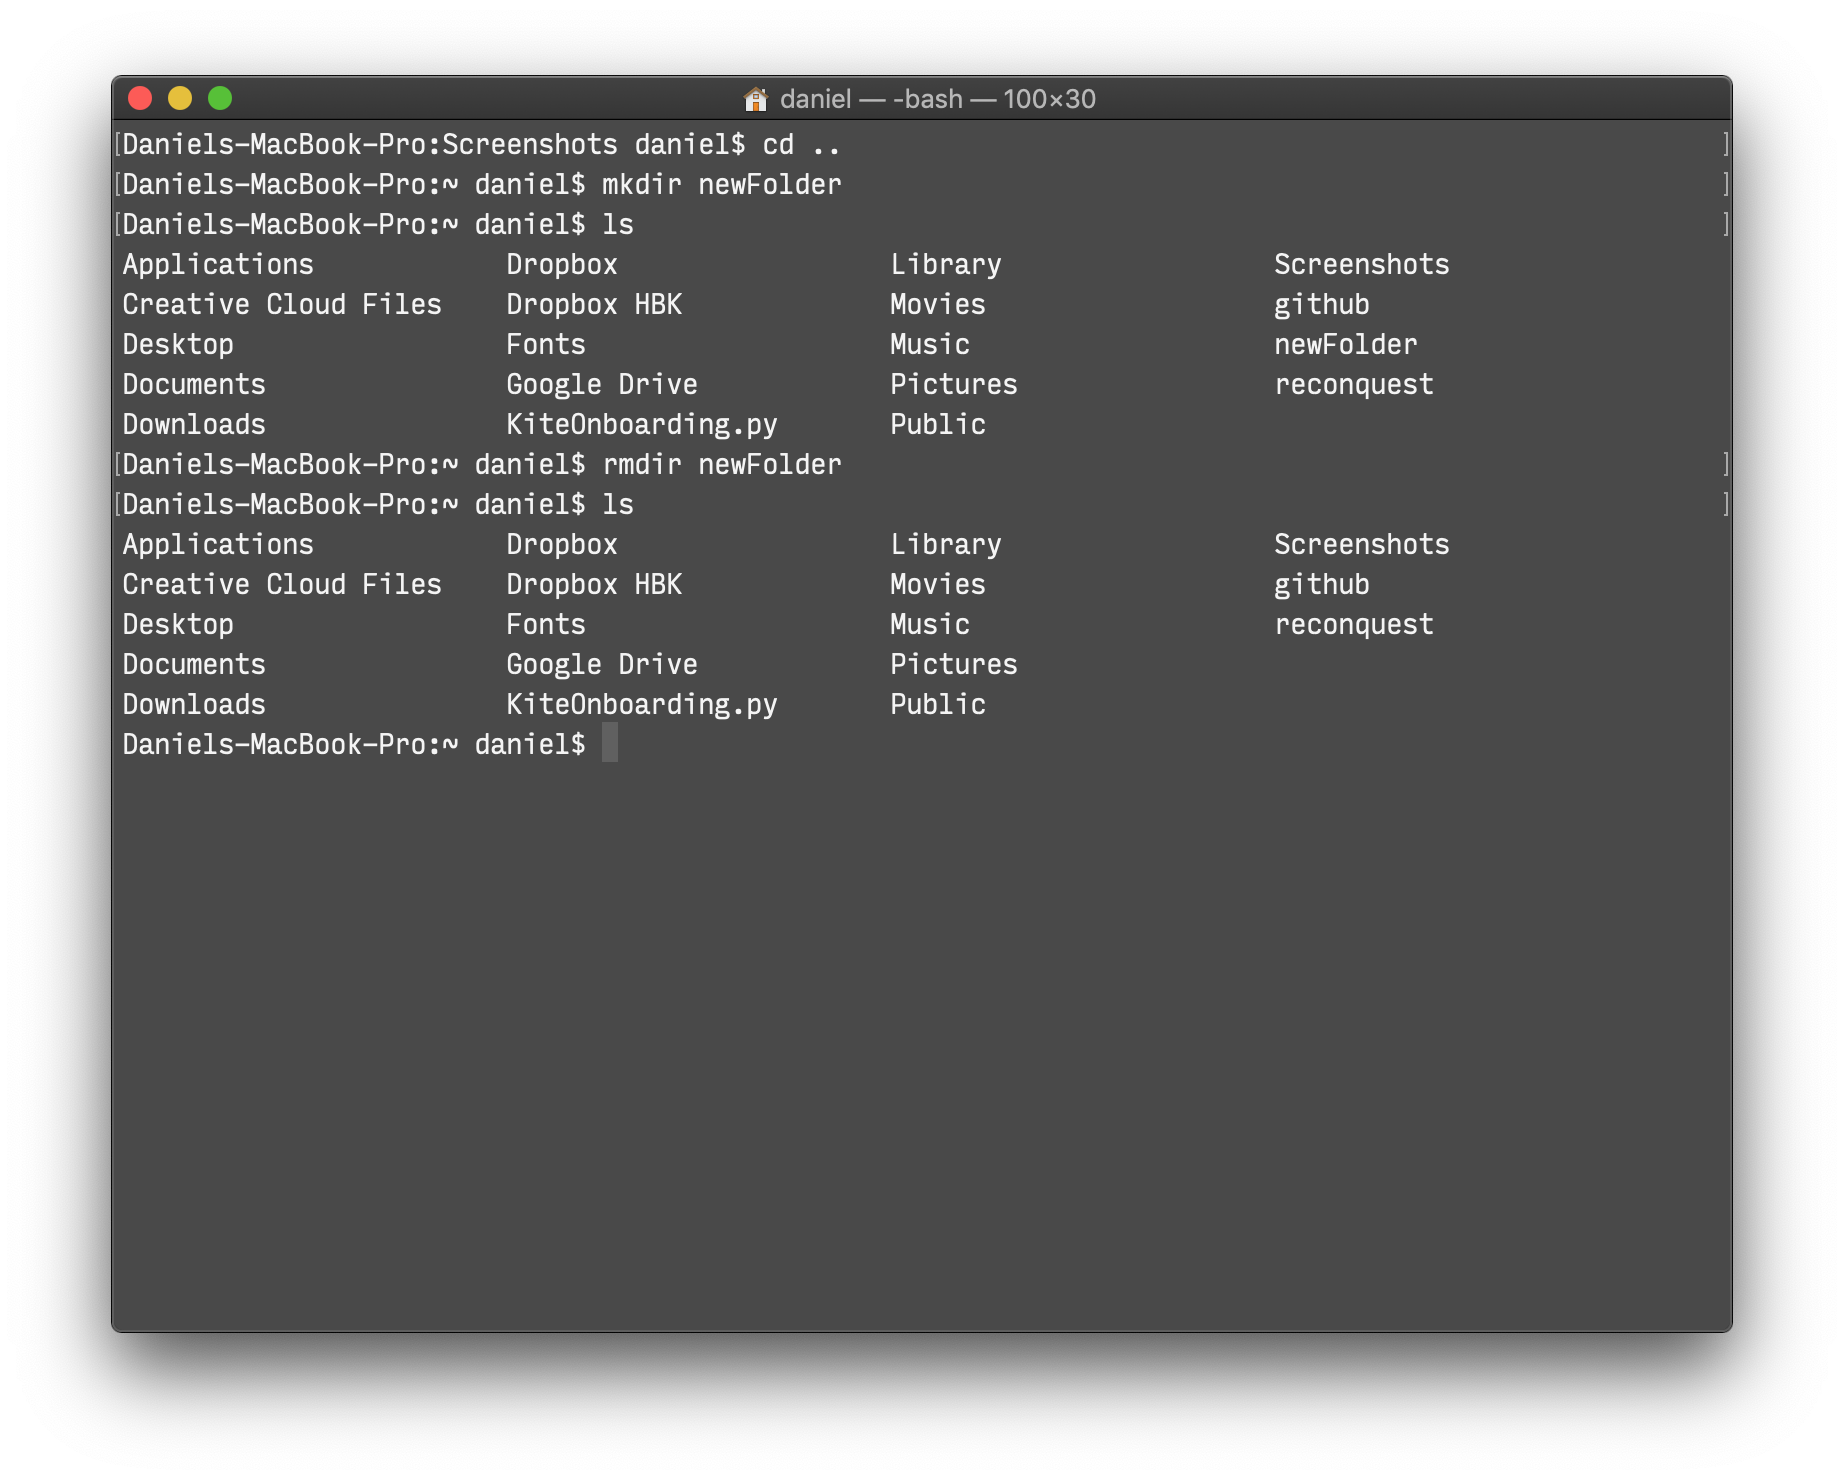 daniel — -bash — 100×30
[Daniels-MacBook-Pro:Screenshots daniel$ cd .. ]
[Daniels-MacBook-Pro:~ daniel$ mkdir newFolder ]
[Daniels-MacBook-Pro:~ daniel$ ls ]
Applications Dropbox Library Screenshots
Creative Cloud Files Dropbox HBK Movies github
Desktop Fonts Music newFolder
Documents Google Drive Pictures reconquest
Downloads KiteOnboarding.py Public
[Daniels-MacBook-Pro:~ daniel$ rmdir newFolder ]
[Daniels-MacBook-Pro:~ daniel$ ls ]
Applications Dropbox Library Screenshots
Creative Cloud Files Dropbox HBK Movies github
Desktop Fonts Music reconquest
Documents Google Drive Pictures
Downloads KiteOnboarding.py Public
Daniels-MacBook-Pro:~ daniel$